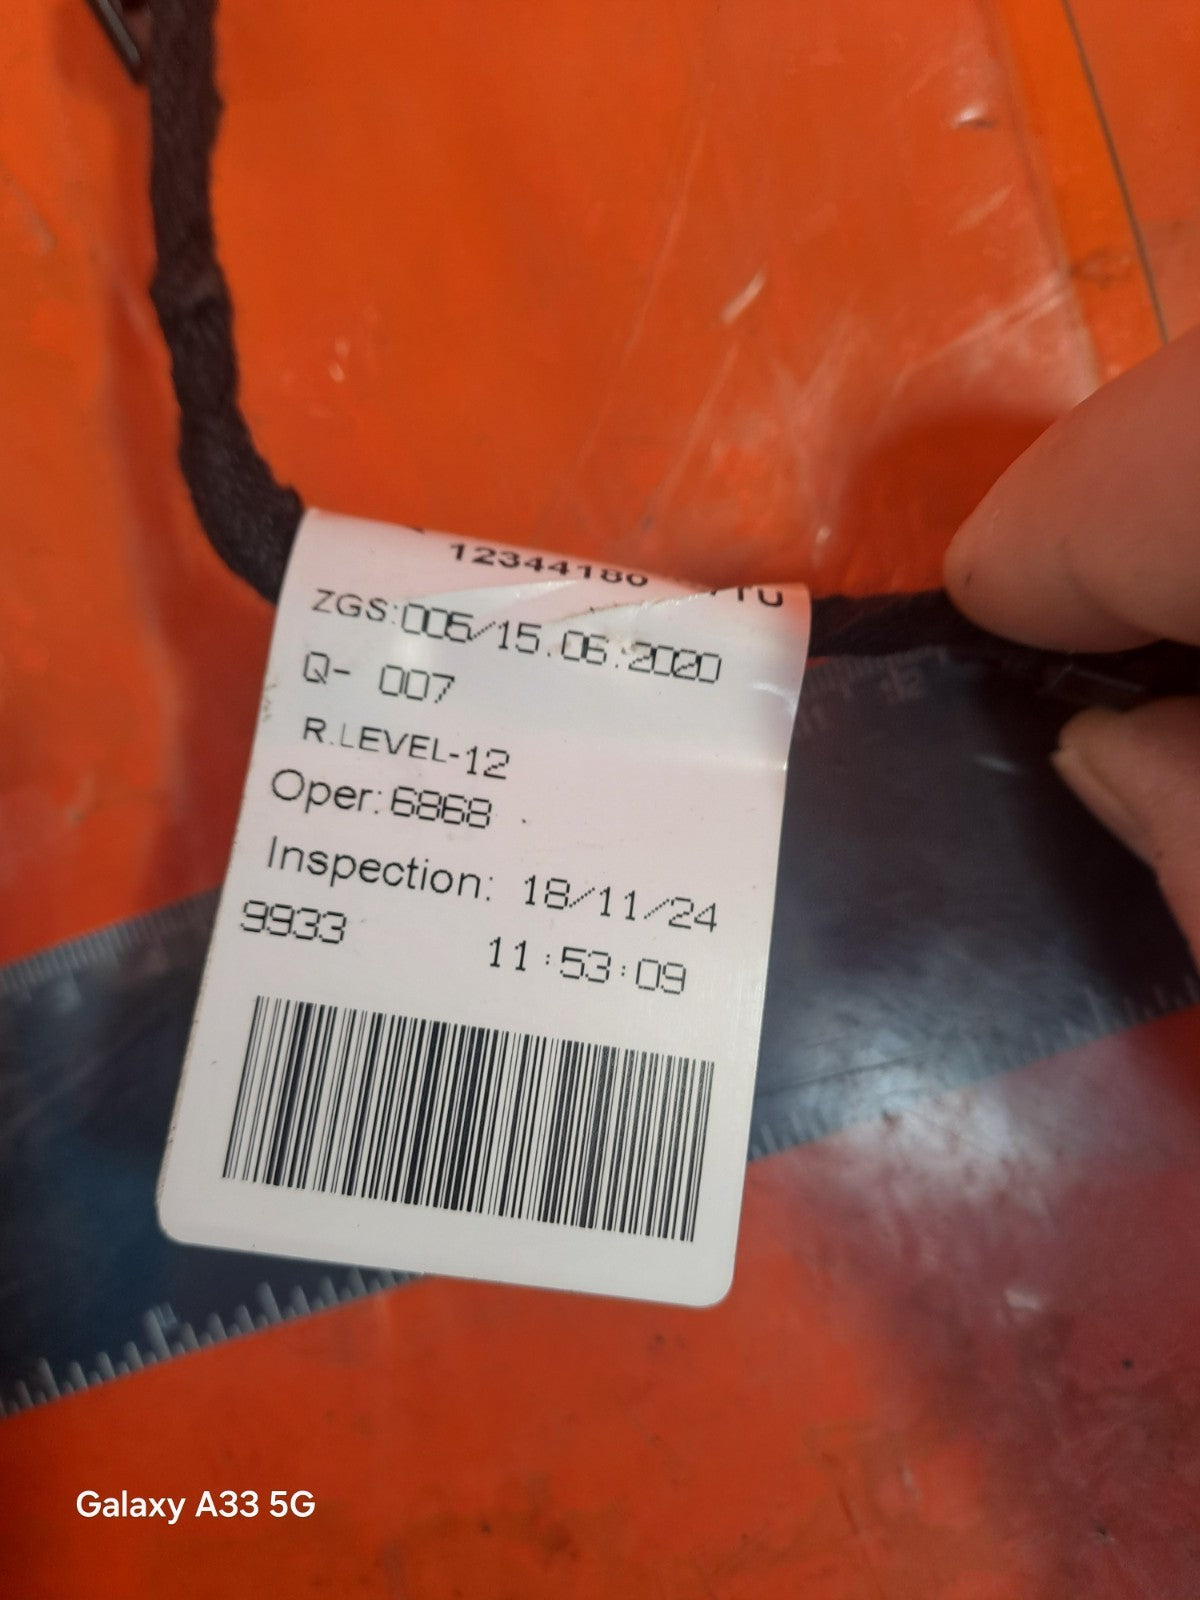 12344180
ZGS:005/15.06.2020
Q- 007
R.LEVEL-12
Oper:6868
Inspection: 18/11/24
9933 11:53:09
Galaxy A33 5G